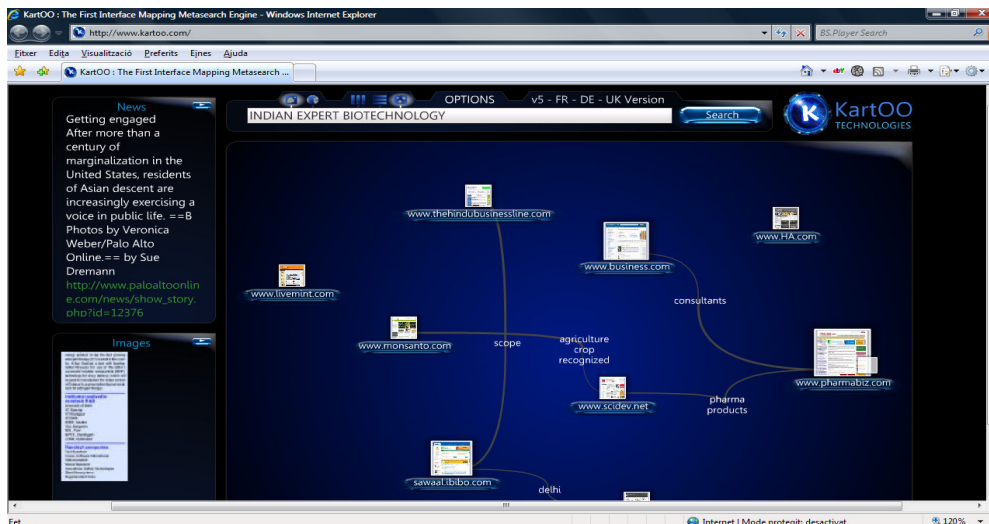 KartOO : The First Interface Mapping Metasearch Engine - Windows Internet Explorer
http://www.kartoo.com/
BS.Player Search
Fitxer Edita Visualització Preferits Eines Ajuda
KartOO : The First Interface Mapping Metasearch ...
OPTIONS v5 - FR - DE - UK Version
INDIAN EXPERT BIOTECHNOLOGY
Search
KartOO
TECHNOLOGIES
News
Getting engaged
After more than a
century of
marginalization in the
United States, residents
of Asian descent are
increasingly exercising a
voice in public life. ==B
Photos by Veronica
Weber/Palo Alto
Online.== by Sue
Dremann
http://www.paloaltoonlin
e.com/news/show_story.
php?id=12376
Images
www.thehindubusinessline.com
www.HA.com
www.business.com
www.livemint.com
consultants
www.monsanto.com
scope
agriculture
crop
recognized
www.pharmabiz.com
www.scidev.net
pharma
products
sawaal.ibibo.com
delhi
Fet
Internet | Mode protegit: desactivat
120%